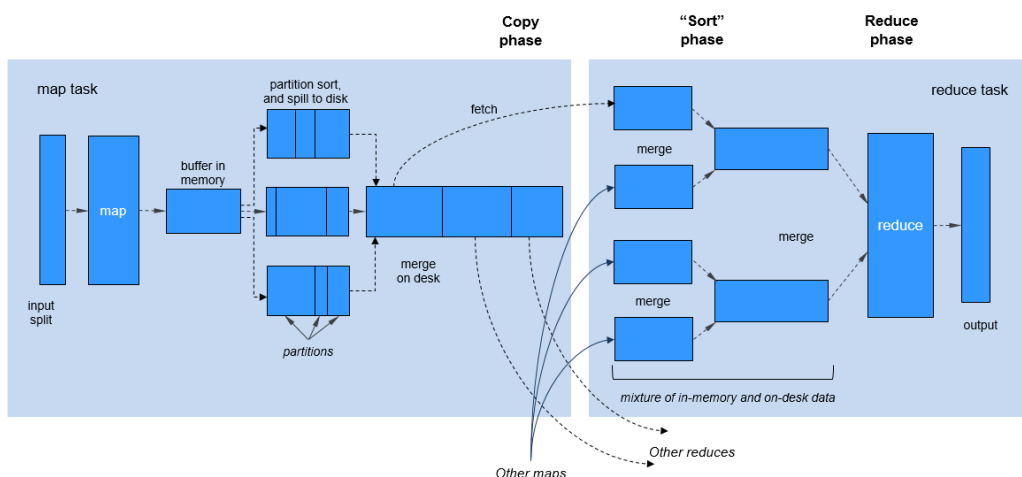 Copy
phase
“Sort”
phase
Reduce
phase
map task
partition sort,
and spill to disk
fetch
reduce task
buffer in
memory
merge
map
merge
reduce
merge
on desk
merge
input
split
partitions
output
mixture of in-memory and on-desk data
Other reduces
Other maps